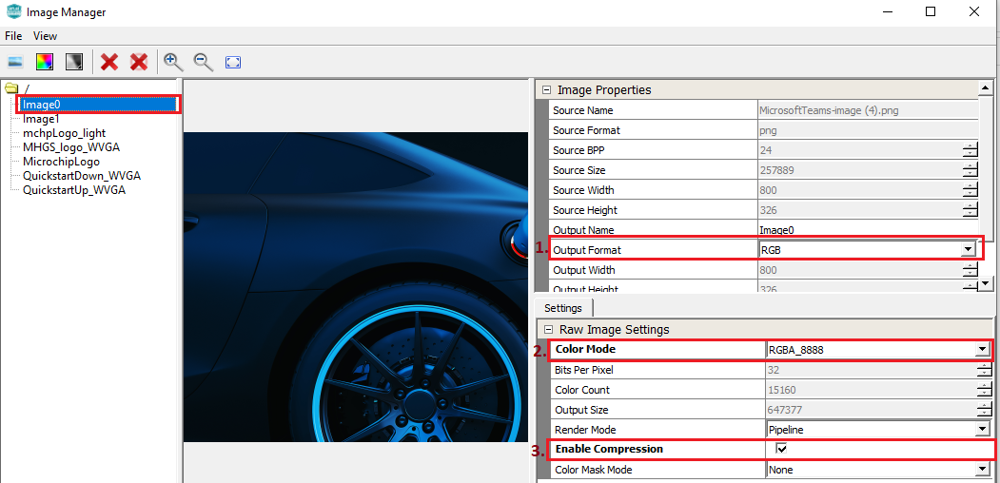 Image Manager
File View
/
Image0
Image1
mchpLogo_light
MHGS_logo_WVGA
MicrochipLogo
QuickstartDown_WVGA
QuickstartUp_WVGA
Image Properties
Source Name MicrosoftTeams-image (4).png
Source Format png
Source BPP 24
Source Size 257889
Source Width 800
Source Height 326
Output Name Image0
1. Output Format RGB
Output Width 800
Output Height 326
Settings
Raw Image Settings
2. Color Mode RGBA_8888
Bits Per Pixel 32
Color Count 15160
Output Size 647377
Render Mode Pipeline
3. Enable Compression
Color Mask Mode None